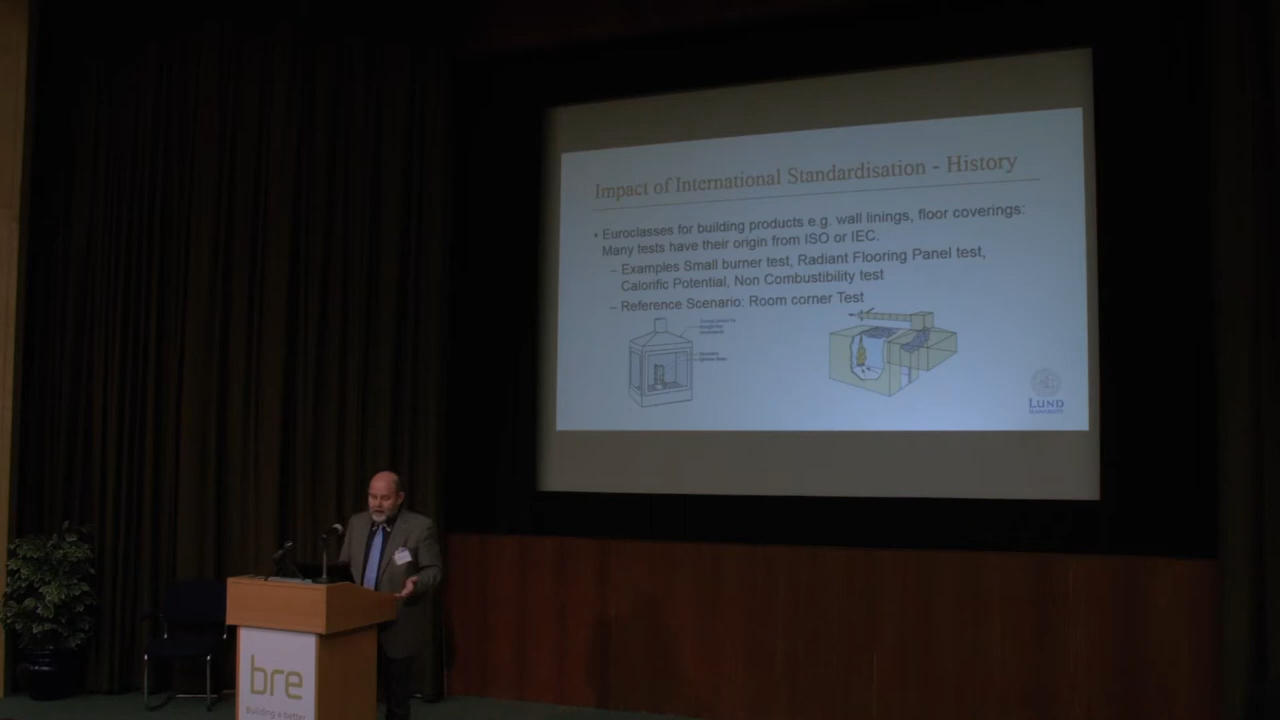 Impact of International Standardisation - History
• Euroclasses for building products e.g. wall linings, floor coverings:
Many tests have their origin from ISO or IEC.
– Examples Small burner test, Radiant Flooring Panel test,
Calorific Potential, Non Combustibility test
– Reference Scenario: Room corner Test
LUND
UNIVERSITY
bre
Building a better